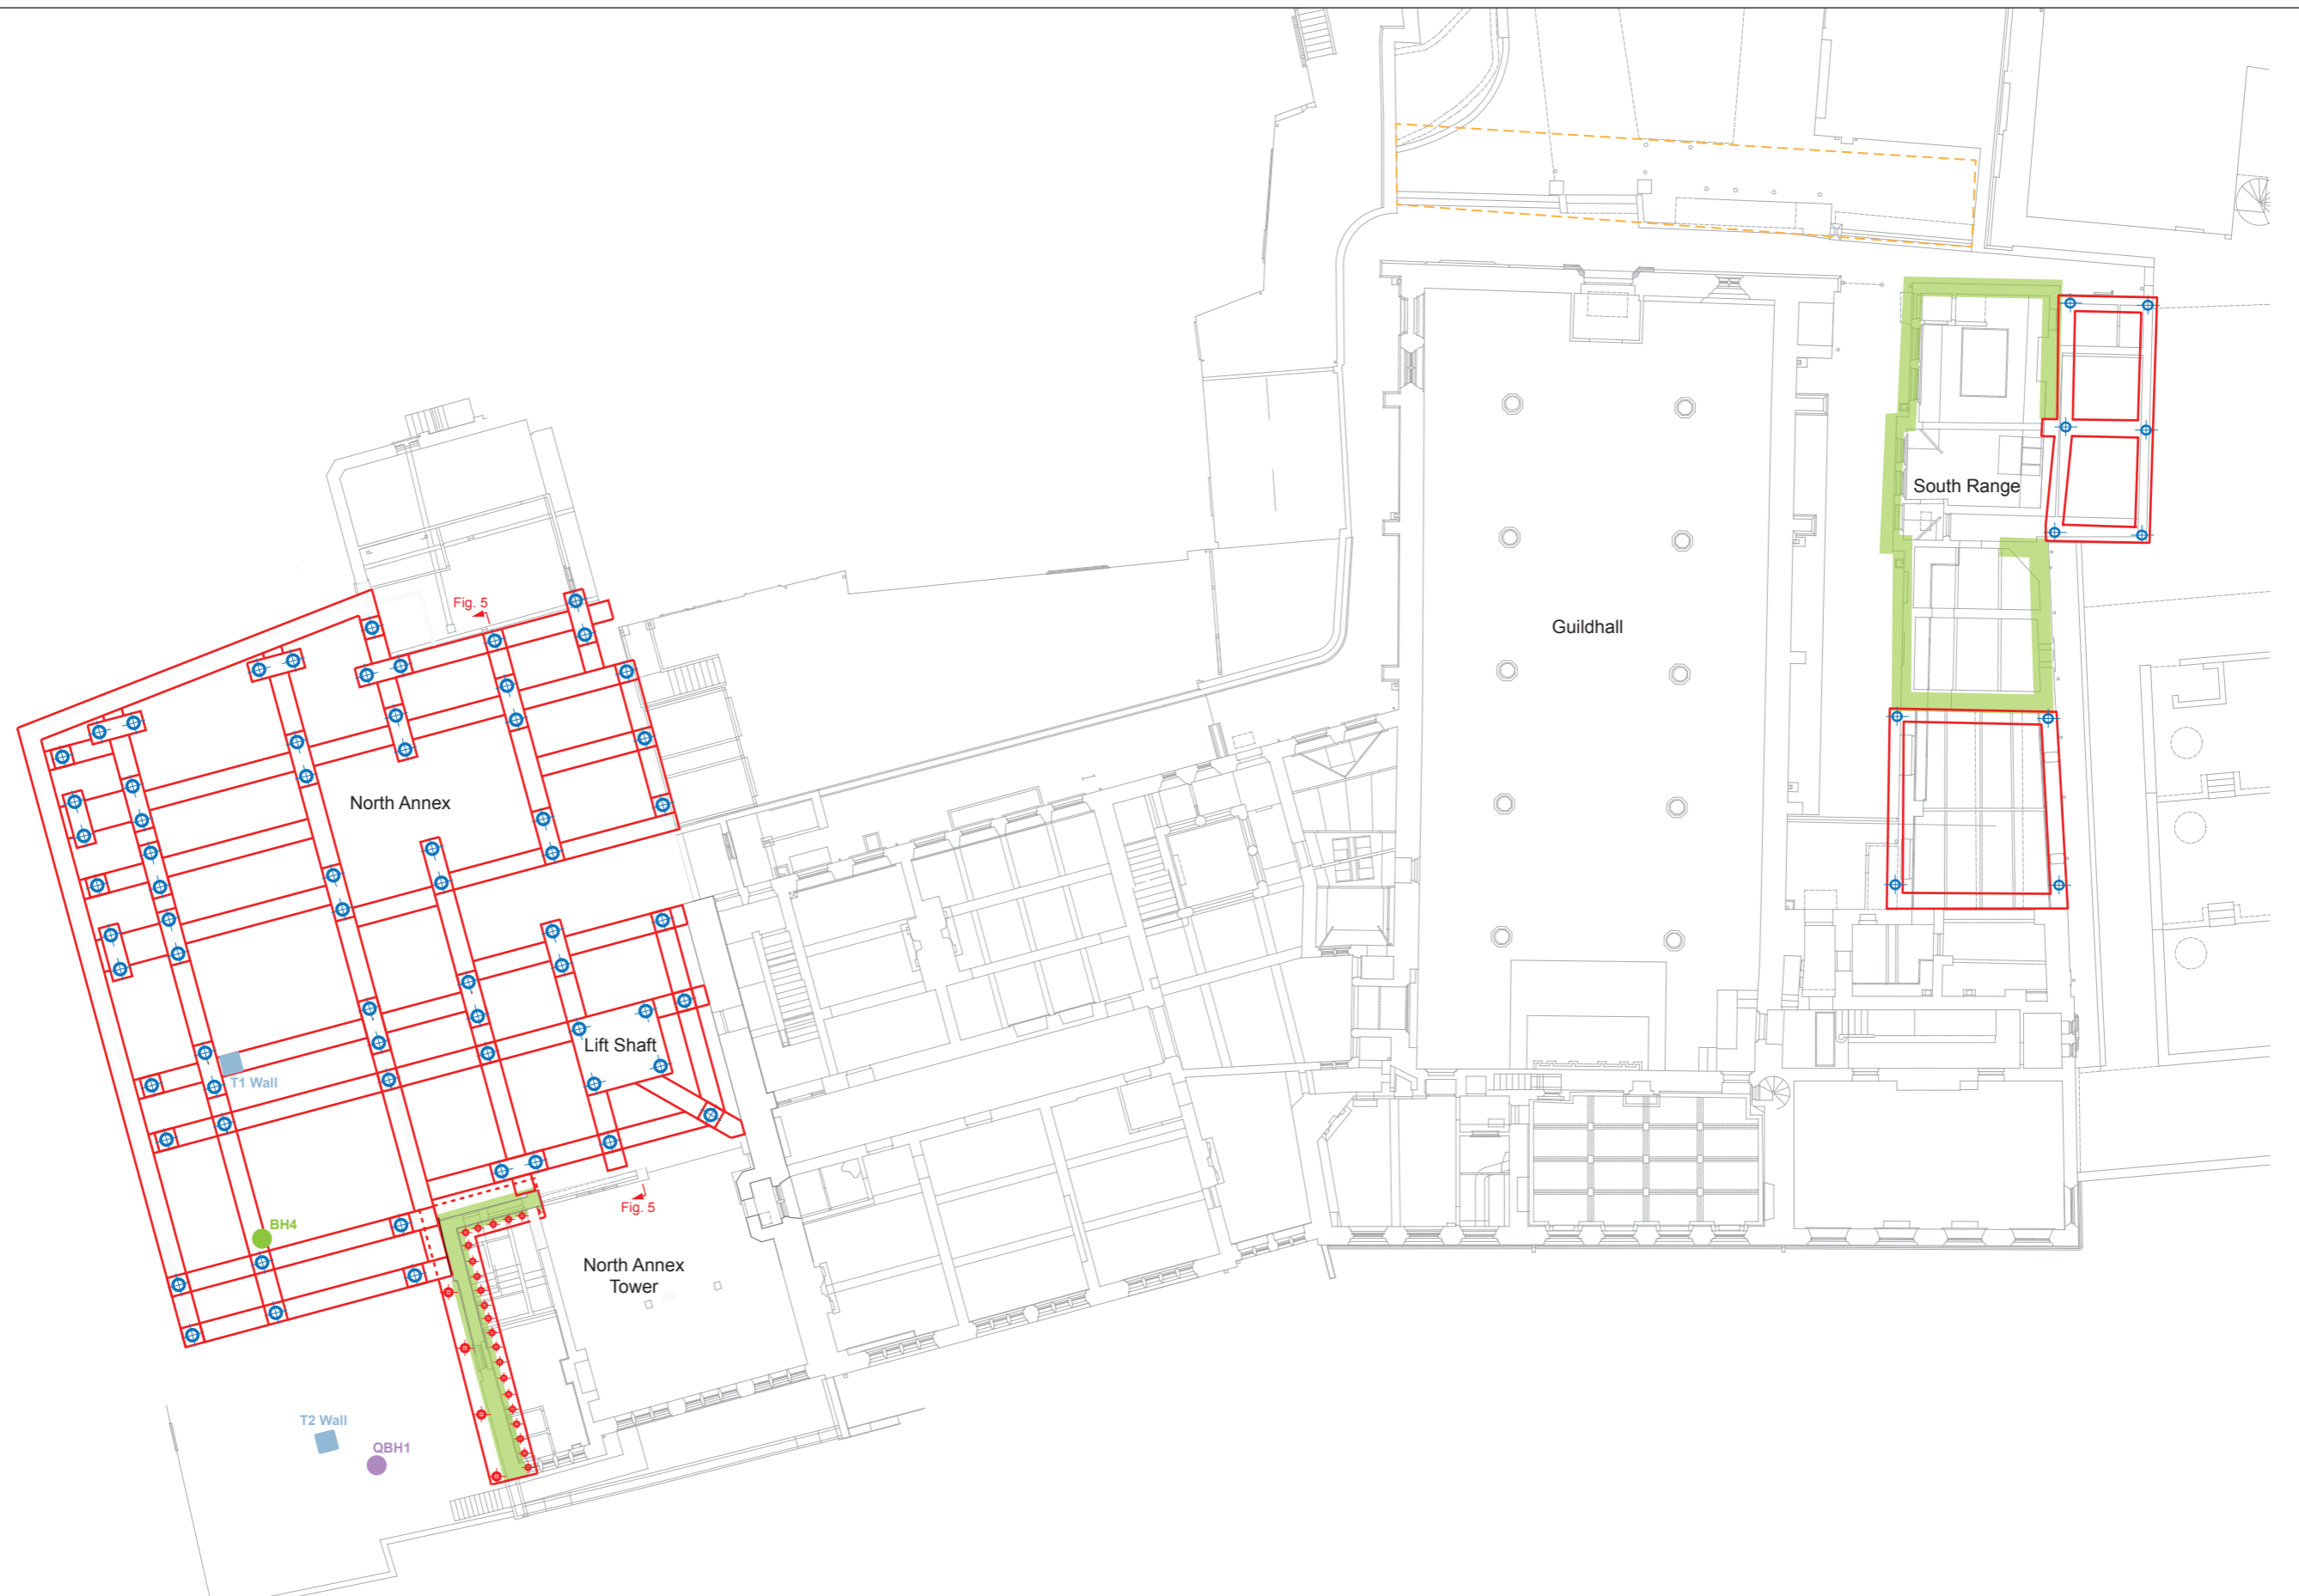 South Range
Fig. 5
Guildhall
North Annex
Lift Shaft
T1 Wall
Fig. 5
BH4
North Annex
Tower
T2 Wall
QBH1